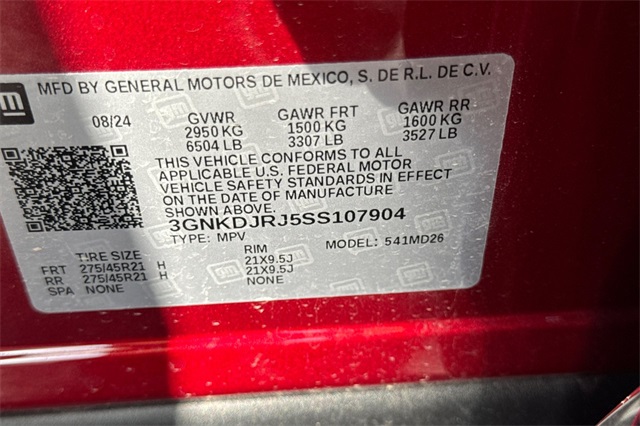 gm
MFD BY GENERAL MOTORS DE MEXICO, S. DE R.L. DE C.V.
08/24 GVWR GAWR FRT GAWR RR
2950 KG 1500 KG 1600 KG
6504 LB 3307 LB 3527 LB
THIS VEHICLE CONFORMS TO ALL
APPLICABLE U.S. FEDERAL MOTOR
VEHICLE SAFETY STANDARDS IN EFFECT
ON THE DATE OF MANUFACTURE
SHOWN ABOVE.
3GNKDJRJ5SS107904
TYPE: MPV MODEL: 541MD26
TIRE SIZE RIM
FRT 275/45R21 H 21X9.5J
RR 275/45R21 H 21X9.5J
SPA NONE NONE